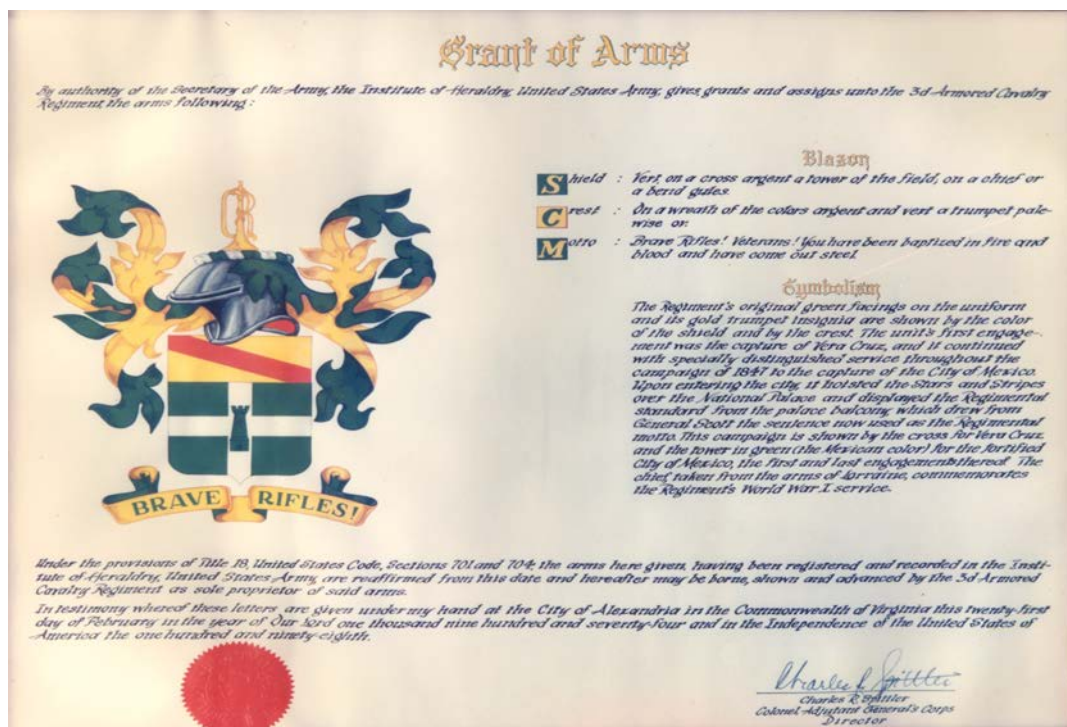 Grant of Arms
By authority of the Secretary of the Army, the Institute of Heraldry, United States Army, gives, grants and assigns unto the 3d Armored Cavalry
Regiment, the arms following:
Blazon
Shield : Vert, on a cross argent a tower of the field, on a chief or
a bend gules.
Crest : On a wreath of the colors argent and vert a trumpet pale-
wise or.
Motto : Brave Rifles! Veterans! You have been baptized in fire and
blood and have come out steel.
Symbolism
The Regiment's original green facings on the uniform
and its gold trumpet insignia are shown by the color
of the shield and by the crest. The unit's first engage-
ment was the capture of Vera Cruz, and it continued
with specially distinguished service throughout the
campaign of 1847 to the capture of the City of Mexico.
Upon entering the city, it hoisted the Stars and Stripes
over the National Palace and displayed the Regimental
standard from the palace balcony, which drew from
General Scott the sentence now used as the Regimental
motto. This campaign is shown by the cross for Vera Cruz
and the tower in green (the Mexican color) for the fortified
City of Mexico, the first and last engagements thereof. The
chief, taken from the arms of Lorraine, commemorates
the Regiment's World War I service.
BRAVE RIFLES!
Under the provisions of Title 18, United States Code, Sections 701 and 704, the arms here given, having been registered and recorded in the Insti-
tute of Heraldry, United States Army, are reaffirmed from this date and hereafter may be borne, shown and advanced by the 3d Armored
Cavalry Regiment as sole proprietor of said arms.
In testimony whereof these letters are given under my hand at the City of Alexandria in the Commonwealth of Virginia this twenty-first
day of February in the year of Our Lord one thousand nine hundred and seventy-four and in the Independence of the United States of
America the one hundred and ninety-eighth.
Charles R. Spittler
Charles R. Spittler
Colonel, Adjutant General's Corps
Director